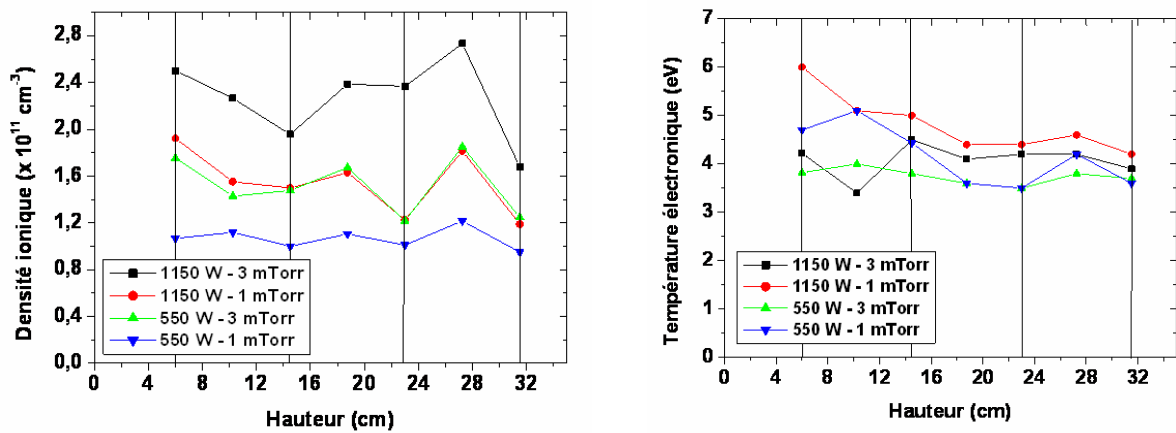 Densité ionique (x 10¹¹ cm⁻³)
2,8
2,4
2,0
1,6
1,2
0,8
0,4
0,0
1150 W - 3 mTorr
1150 W - 1 mTorr
550 W - 3 mTorr
550 W - 1 mTorr
0 4 8 12 16 20 24 28 32
Hauteur (cm)
Température électronique (eV)
7
6
5
4
3
2
1
0
1150 W - 3 mTorr
1150 W - 1 mTorr
550 W - 3 mTorr
550 W - 1 mTorr
0 4 8 12 16 20 24 28 32
Hauteur (cm)